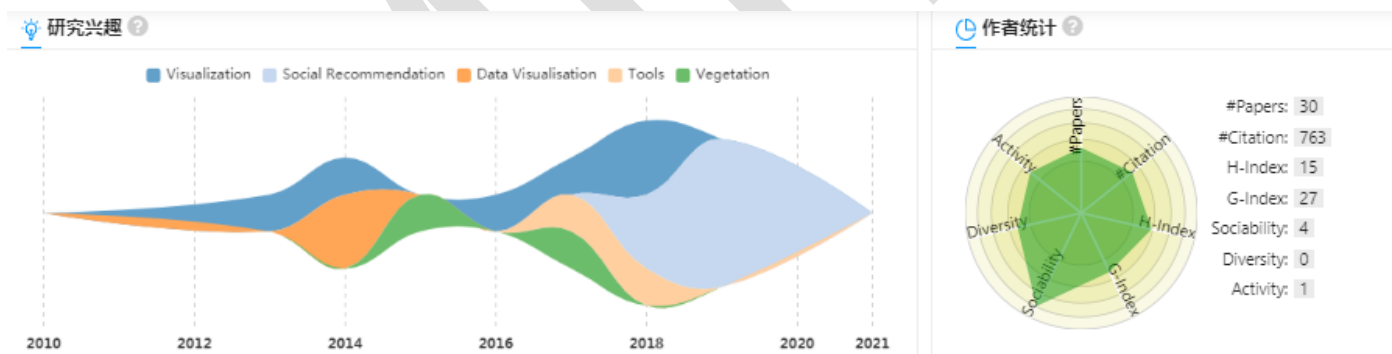 研究兴趣 ?
Visualization Social Recommendation Data Visualisation Tools Vegetation
2010 2012 2014 2016 2018 2020 2021
作者统计 ?
#Papers
#Citation
H-Index
G-Index
Sociability
Diversity
Activity
#Papers: 30
#Citation: 763
H-Index: 15
G-Index: 27
Sociability: 4
Diversity: 0
Activity: 1